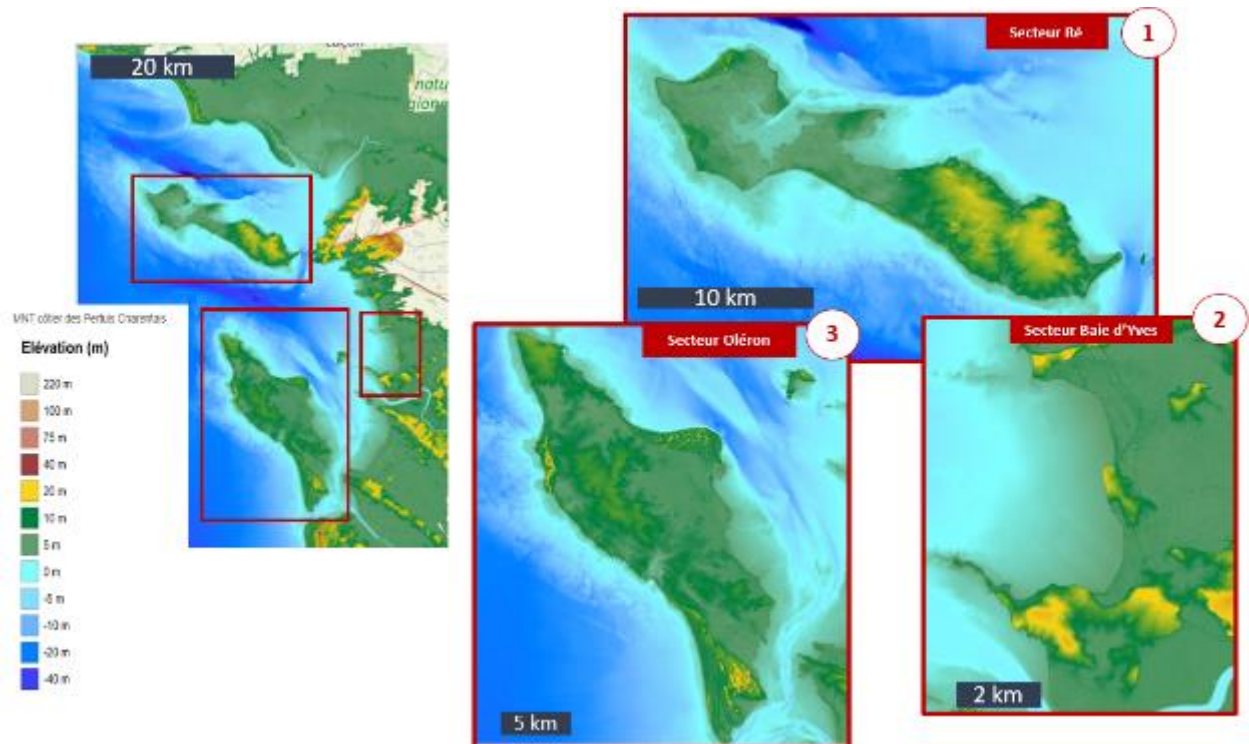 20 km
natu
MNT côtier des Pertuis Charentais
Elévation (m)
220 m
100 m
75 m
40 m
20 m
10 m
5 m
0 m
-5 m
-10 m
-20 m
-40 m
Secteur Ré
1
10 km
Secteur Oléron
3
5 km
Secteur Baie d'Yves
2
2 km